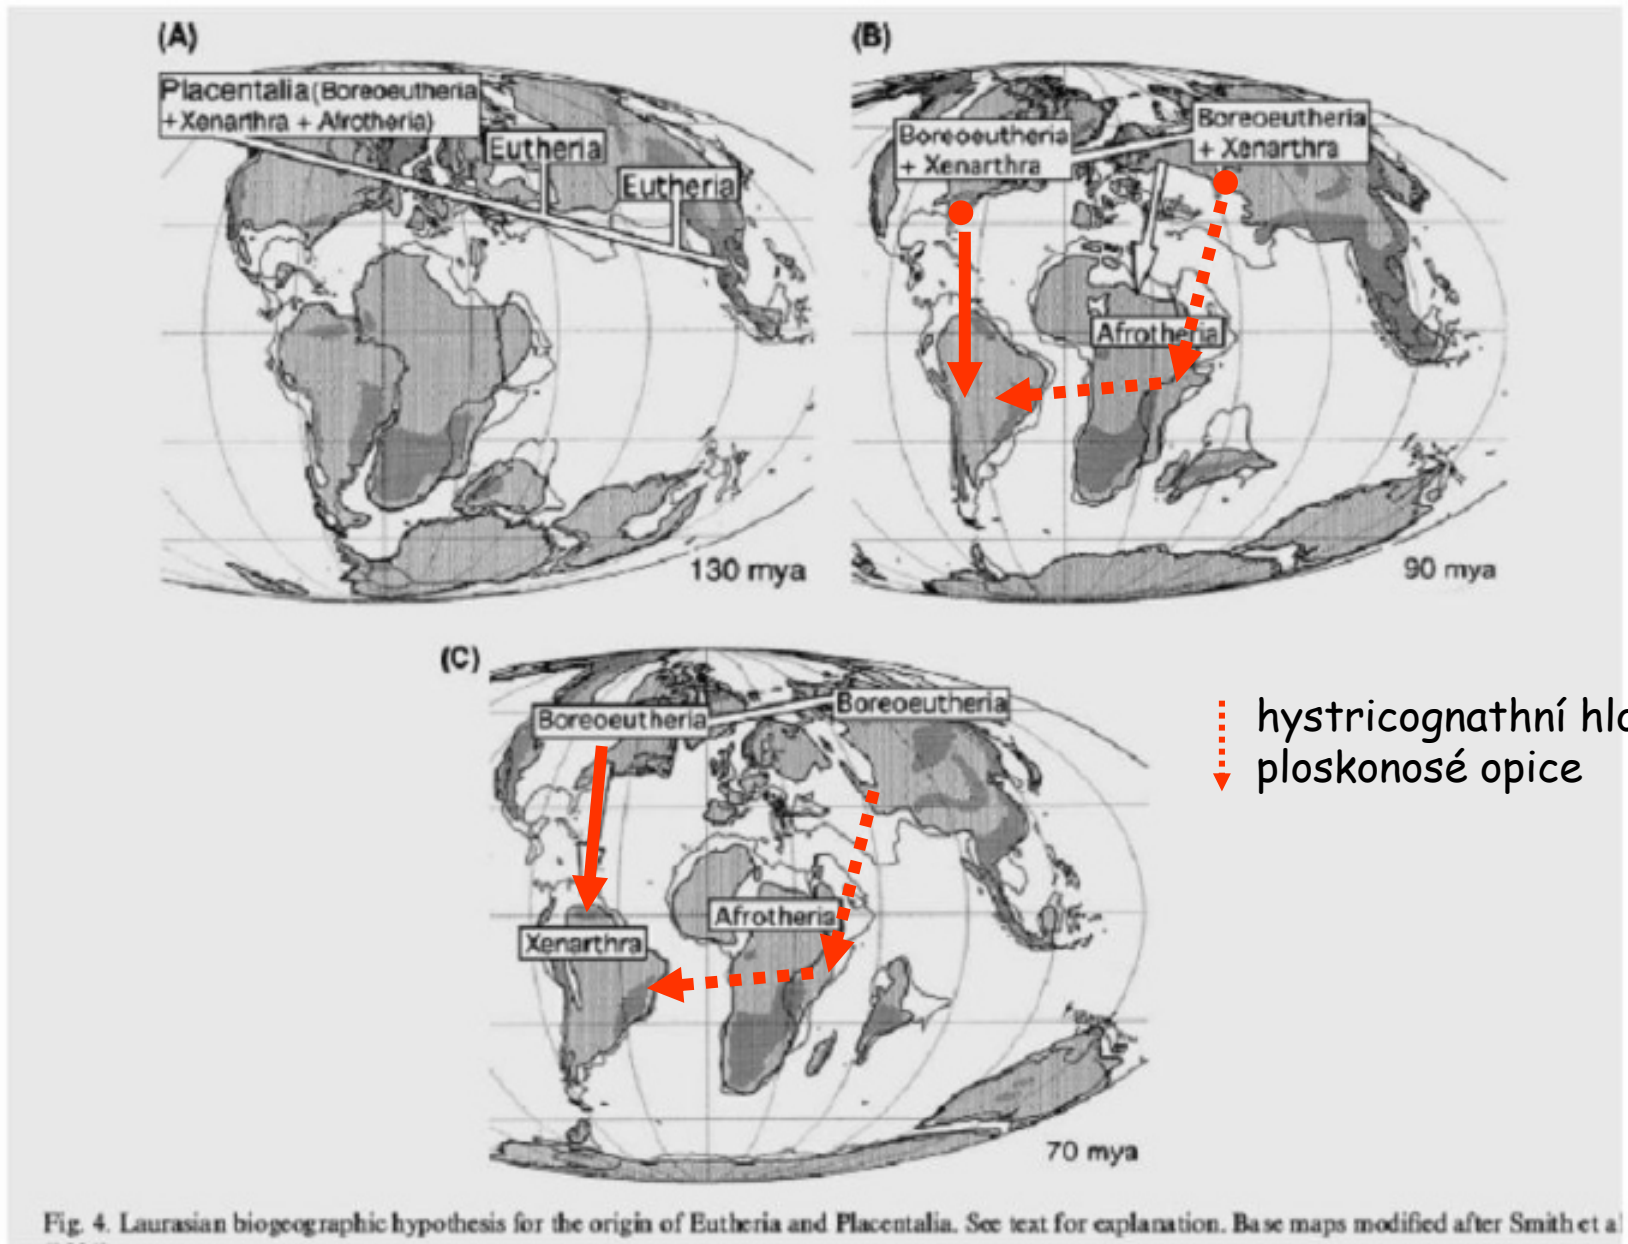 (A)
Placentalia (Boreoeutheria
+Xenarthra + Afrotheria)
Eutheria
Eutheria
130 mya
(B)
Boreoeutheria
+ Xenarthra
Boreoeutheria
+ Xenarthra
Afrotheria
90 mya
(C)
Boreoeutheria
Boreoeutheria
Afrotheria
Xenarthra
70 mya
hystricognathní
ploskonosé opice
Fig. 4. Laurasian biogeographic hypothesis for the origin of Eutheria and Placentalia. See text for explanation. Base maps modified after Smith et